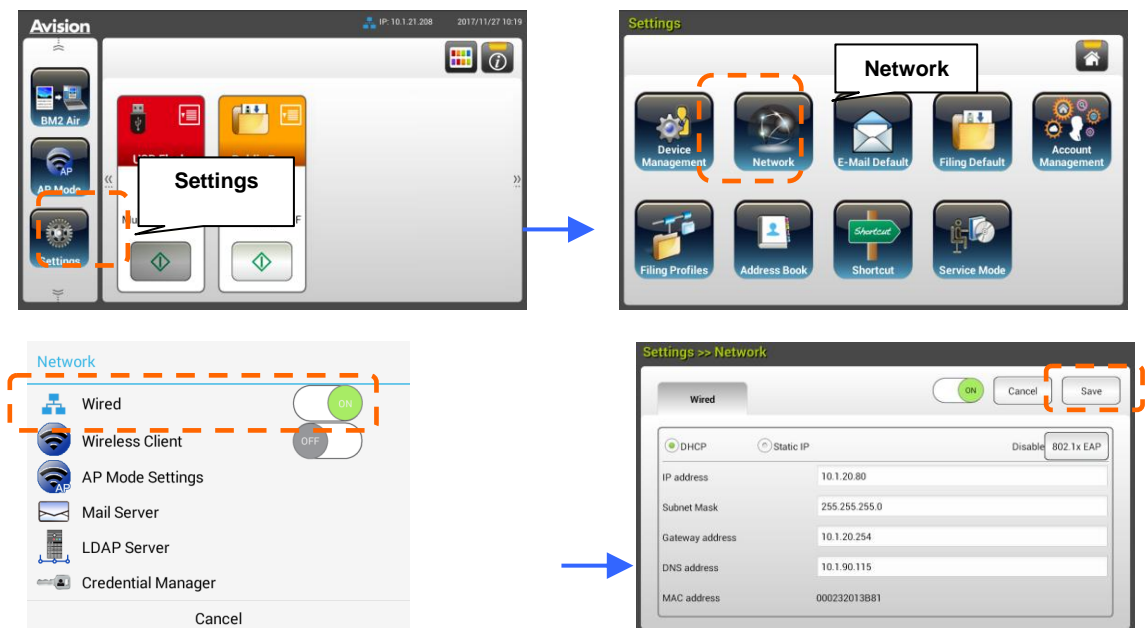 Avision
IP: 10.1.21.208 2017/11/27 10:19
BM2 Air
AP
AP Mode
Settings
Settings
Settings
Network
Device Management
Network
E-Mail Default
Filing Default
Account Management
Filing Profiles
Address Book
Shortcut
Shortcut
Service Mode
Network
Wired ON
Wireless Client OFF
AP
AP Mode Settings
Mail Server
LDAP Server
Credential Manager
Cancel
Settings >> Network
Wired ON Cancel Save
DHCP Static IP Disable 802.1x EAP
IP address 10.1.20.80
Subnet Mask 255.255.255.0
Gateway address 10.1.20.254
DNS address 10.1.90.115
MAC address 000232013B81